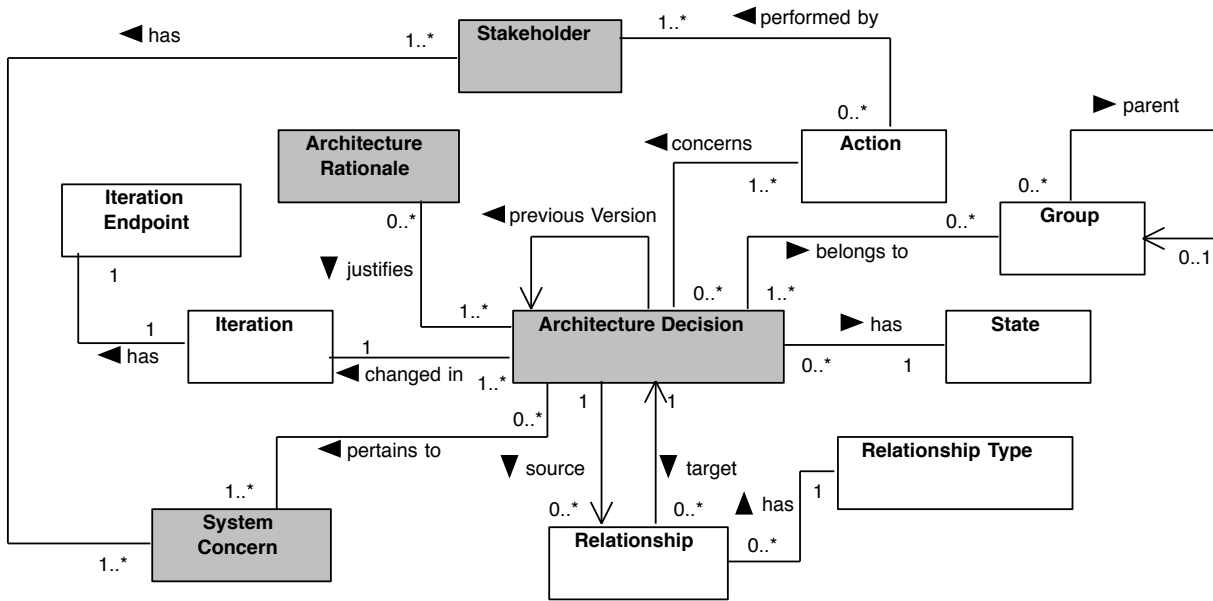 1..*
◄ performed by
◄ has
1..*
Stakeholder
► parent
0..*
Architecture
Rationale
◄ concerns
Action
1..*
Iteration
Endpoint
0..*
0..*
◄ previous Version
0..*
Group
► belongs to
0..1
1
▼ justifies
0..*
1..*
1..*
Iteration
Architecture Decision
► has
State
1
1
◄ has
0..*
1
◄ changed in
1..*
0..*
1
1
◄ pertains to
Relationship Type
▼ source
▼ target
1..*
1
▲ has
0..*
0..*
System
Concern
Relationship
0..*
1..*